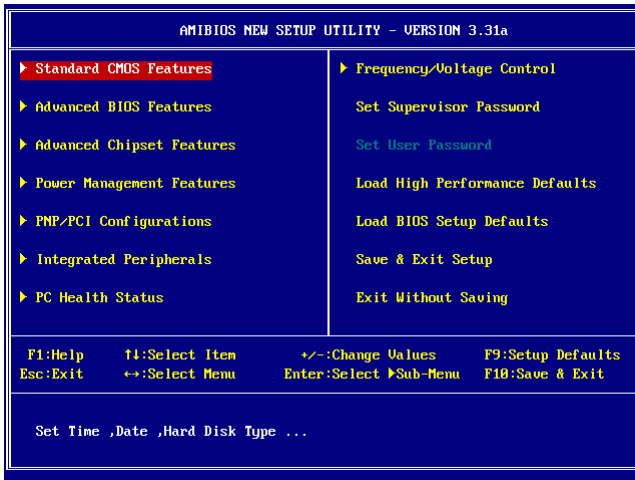 AMIBIOS NEW SETUP UTILITY - VERSION 3.31a
▶ Standard CMOS Features
▶ Advanced BIOS Features
▶ Advanced Chipset Features
▶ Power Management Features
▶ PNP/PCI Configurations
▶ Integrated Peripherals
▶ PC Health Status
▶ Frequency/Voltage Control
Set Supervisor Password
Set User Password
Load High Performance Defaults
Load BIOS Setup Defaults
Save & Exit Setup
Exit Without Saving
F1:Help ↑↓:Select Item +/-:Change Values F9:Setup Defaults
Esc:Exit ↔:Select Menu Enter:Select ▶Sub-Menu F10:Save & Exit
Set Time ,Date ,Hard Disk Type ...